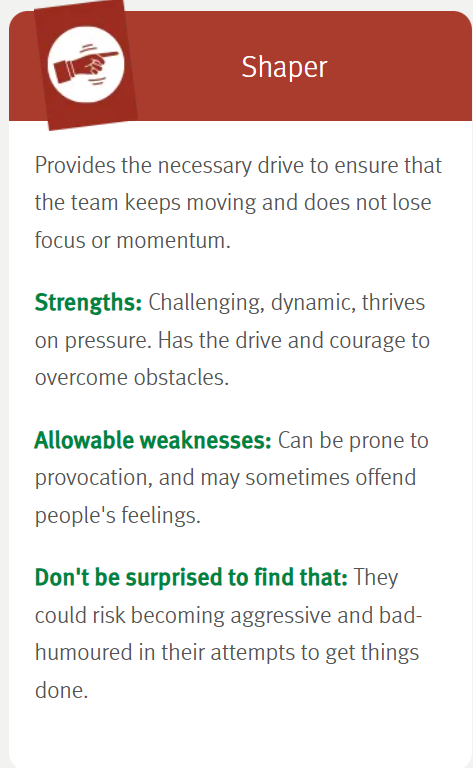 Shaper
Provides the necessary drive to ensure that
the team keeps moving and does not lose
focus or momentum.
Strengths: Challenging, dynamic, thrives
on pressure. Has the drive and courage to
overcome obstacles.
Allowable weaknesses: Can be prone to
provocation, and may sometimes offend
people's feelings.
Don't be surprised to find that: They
could risk becoming aggressive and bad-
humoured in their attempts to get things
done.